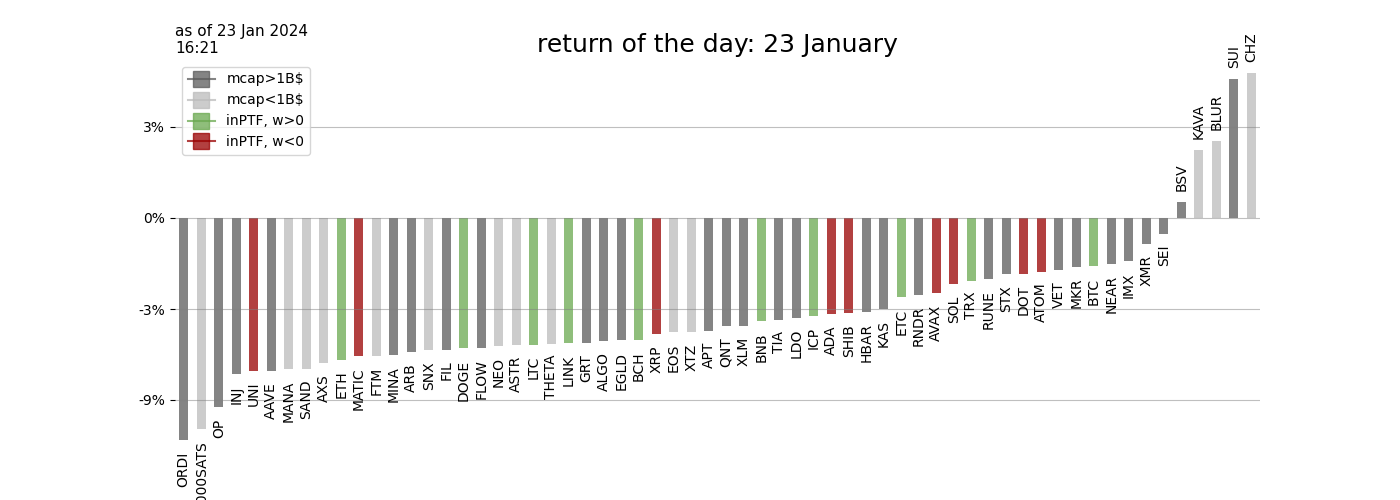 as of 23 Jan 2024
16:21
return of the day: 23 January
mcap>1B$
mcap<1B$
inPTF, w>0
inPTF, w<0
3%
0%
-3%
-9%
ORDI
000SATS
OP
INJ
UNI
AAVE
MANA
SAND
AXS
ETH
MATIC
FTM
MINA
ARB
SNX
FIL
DOGE
FLOW
NEO
ASTR
LTC
THETA
LINK
GRT
ALGO
EGLD
BCH
XRP
EOS
XTZ
APT
QNT
XLM
BNB
TIA
LDO
ICP
ADA
SHIB
HBAR
KAS
ETC
RNDR
AVAX
SOL
TRX
RUNE
STX
DOT
ATOM
VET
MKR
BTC
NEAR
IMX
XMR
SEI
BSV
KAVA
BLUR
SUI
CHZ